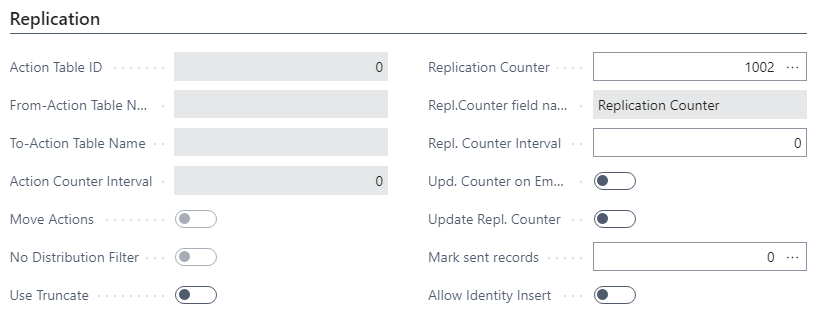 Replication
Action Table ID 0
From-Action Table N...
To-Action Table Name
Action Counter Interval 0
Move Actions
No Distribution Filter
Use Truncate
Replication Counter 1002 ...
Repl.Counter field na... Replication Counter
Repl. Counter Interval 0
Upd. Counter on Em...
Update Repl. Counter
Mark sent records 0 ...
Allow Identity Insert